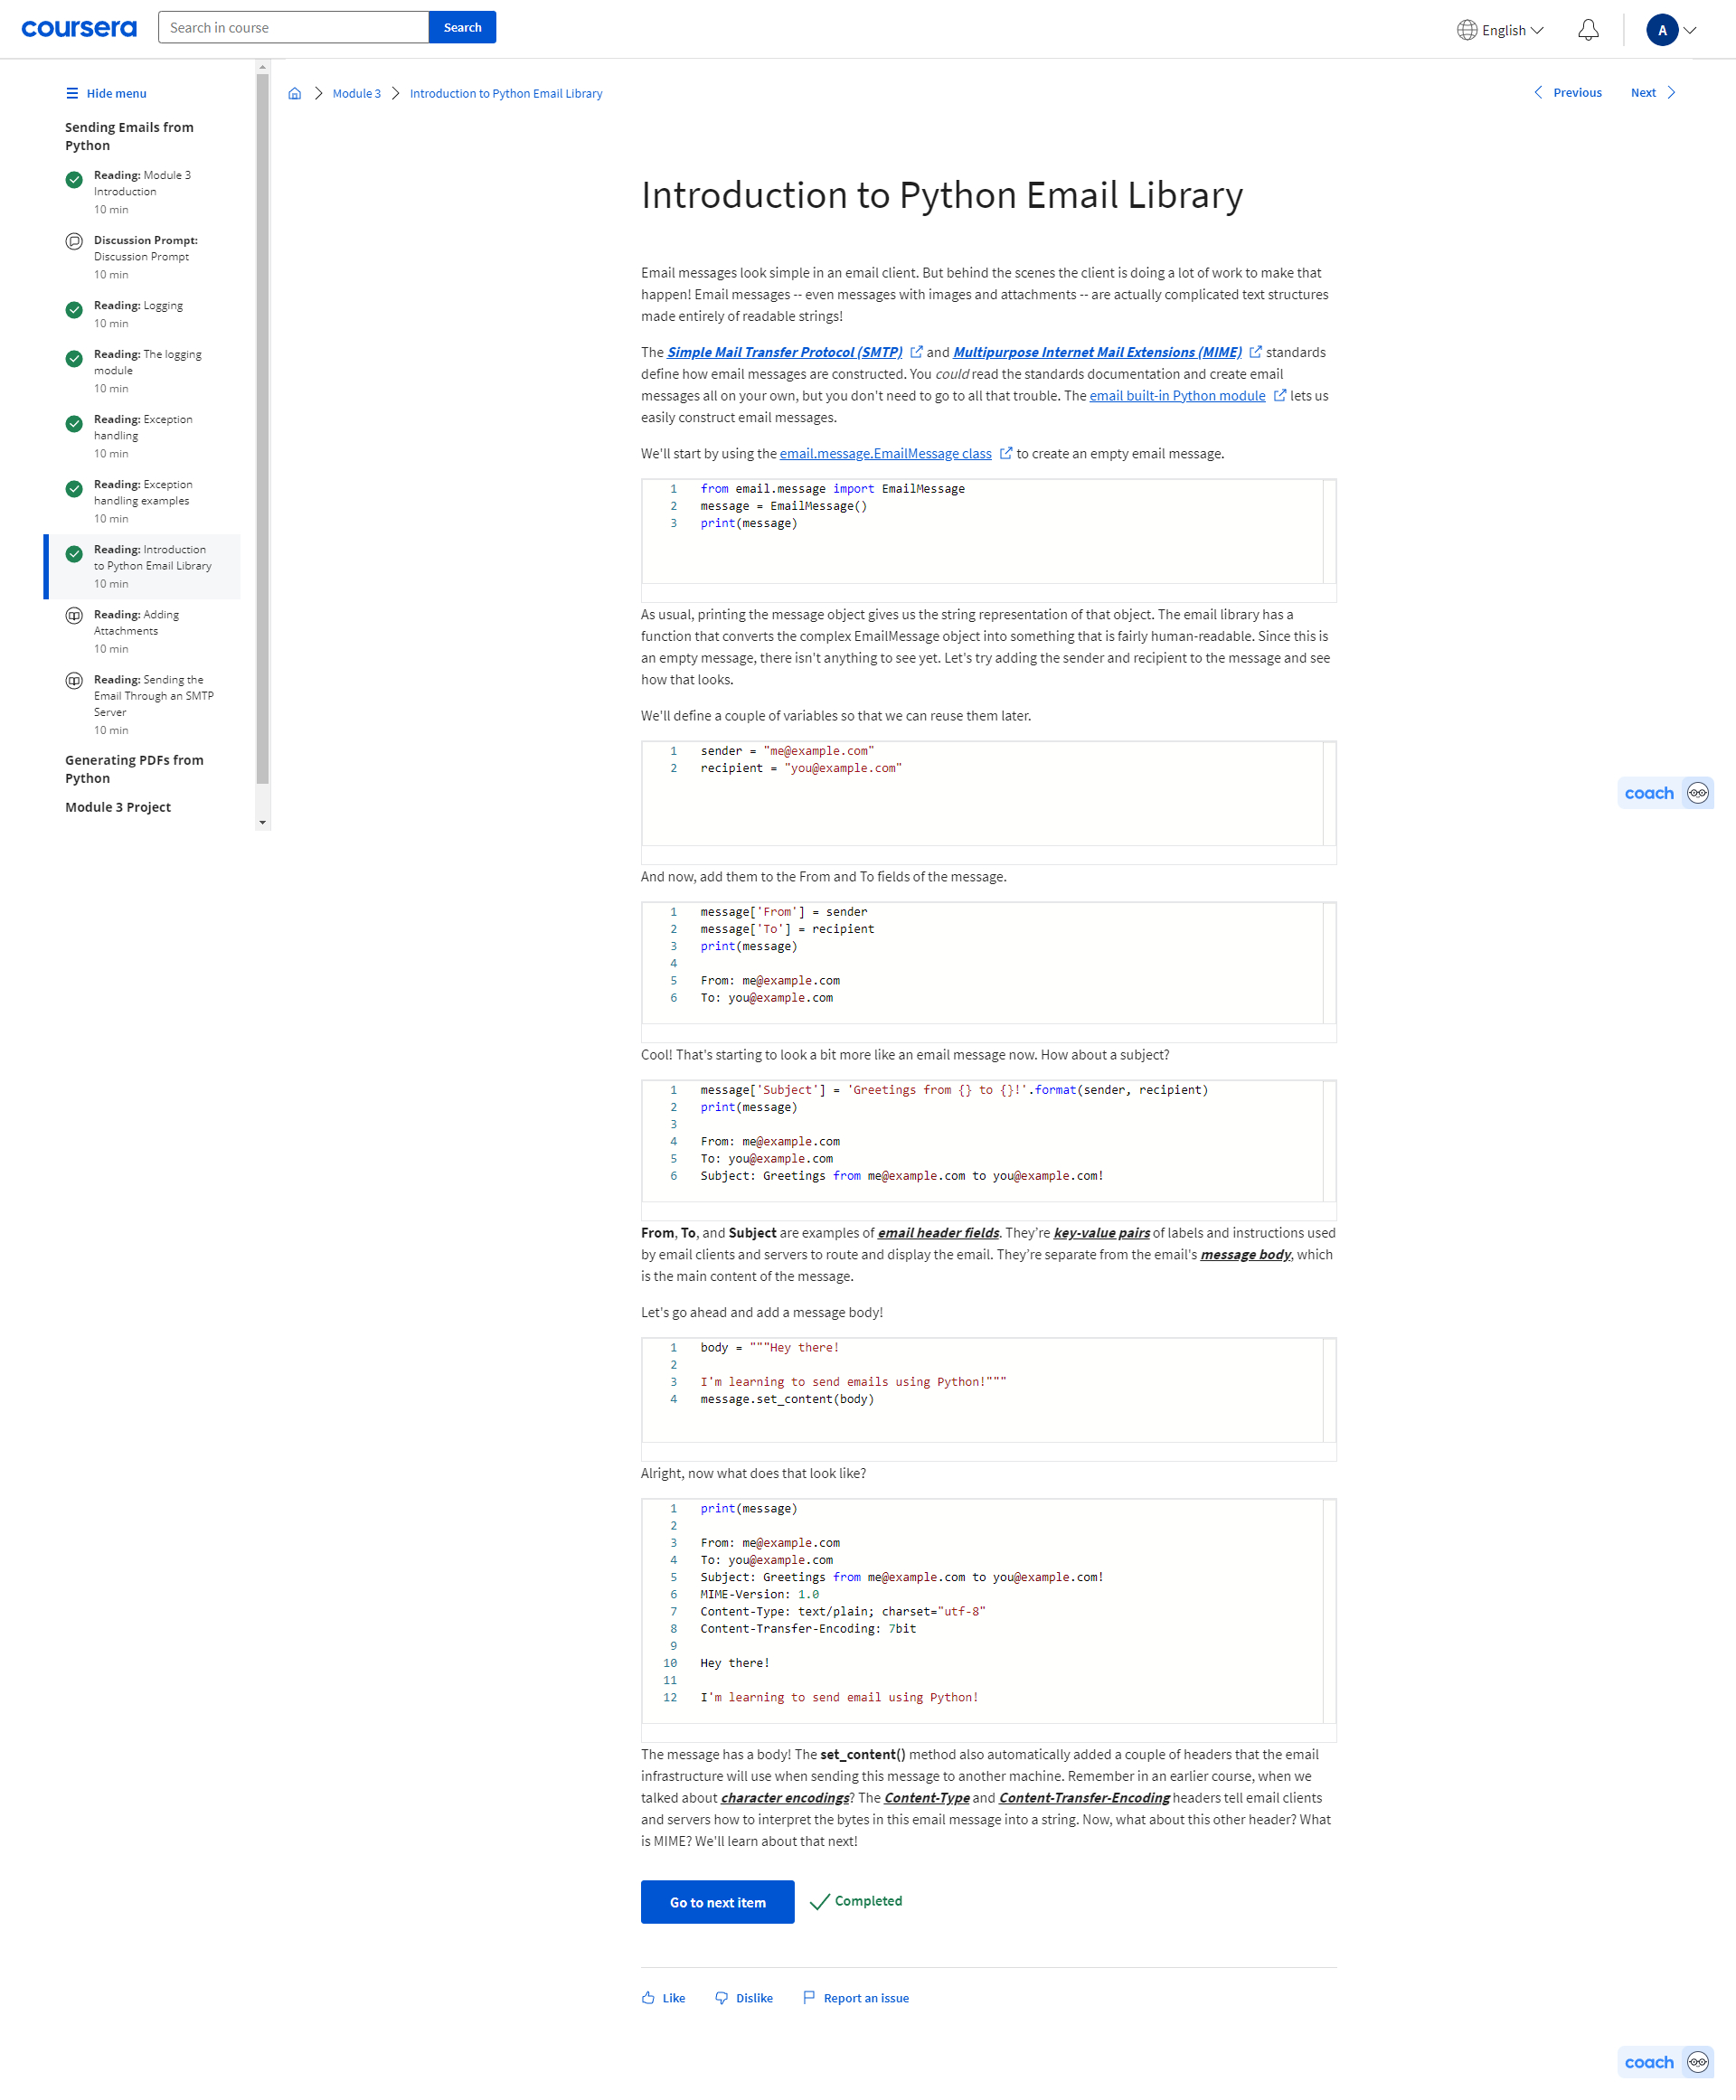 coursera
Search in course
Search
English
A
Hide menu
Sending Emails from
Python
Reading: Module 3
Introduction
10 min
Discussion Prompt:
Discussion Prompt
10 min
Reading: Logging
10 min
Reading: The logging
module
10 min
Reading: Exception
handling
10 min
Reading: Exception
handling examples
10 min
Reading: Introduction
to Python Email Library
10 min
Reading: Adding
Attachments
10 min
Reading: Sending the
Email Through an SMTP
Server
10 min
Generating PDFs from
Python
Module 3 Project
Module 3
Introduction to Python Email Library
Previous
Next
Introduction to Python Email Library
Email messages look simple in an email client. But behind the scenes the client is doing a lot of work to make that
happen! Email messages -- even messages with images and attachments -- are actually complicated text structures
made entirely of readable strings!
The Simple Mail Transfer Protocol (SMTP) and Multipurpose Internet Mail Extensions (MIME) standards
define how email messages are constructed. You could read the standards documentation and create email
messages all on your own, but you don't need to go to all that trouble. The email built-in Python module lets us
easily construct email messages.
We'll start by using the email.message.EmailMessage class to create an empty email message.
1 from email.message import EmailMessage
2 message = EmailMessage()
3 print(message)
As usual, printing the message object gives us the string representation of that object. The email library has a
function that converts the complex EmailMessage object into something that is fairly human-readable. Since this is
an empty message, there isn't anything to see yet. Let's try adding the sender and recipient to the message and see
how that looks.
We'll define a couple of variables so that we can reuse them later.
1 sender = "me@example.com"
2 recipient = "you@example.com"
And now, add them to the From and To fields of the message.
1 message['From'] = sender
2 message['To'] = recipient
3 print(message)
4
5 From: me@example.com
6 To: you@example.com
Cool! That's starting to look a bit more like an email message now. How about a subject?
1 message['Subject'] = 'Greetings from {} to {}!'.format(sender, recipient)
2 print(message)
3
4 From: me@example.com
5 To: you@example.com
6 Subject: Greetings from me@example.com to you@example.com!
From, To, and Subject are examples of email header fields. They’re key-value pairs of labels and instructions used
by email clients and servers to route and display the email. They’re separate from the email's message body, which
is the main content of the message.
Let's go ahead and add a message body!
1 body = """Hey there!
2
3 I'm learning to send emails using Python!"""
4 message.set_content(body)
Alright, now what does that look like?
1 print(message)
2
3 From: me@example.com
4 To: you@example.com
5 Subject: Greetings from me@example.com to you@example.com!
6 MIME-Version: 1.0
7 Content-Type: text/plain; charset="utf-8"
8 Content-Transfer-Encoding: 7bit
9
10 Hey there!
11
12 I'm learning to send email using Python!
The message has a body! The set_content() method also automatically added a couple of headers that the email
infrastructure will use when sending this message to another machine. Remember in an earlier course, when we
talked about character encodings? The Content-Type and Content-Transfer-Encoding headers tell email clients
and servers how to interpret the bytes in this email message into a string. Now, what about this other header? What
is MIME? We'll learn about that next!
Go to next item
Completed
Like
Dislike
Report an issue
coach
coach